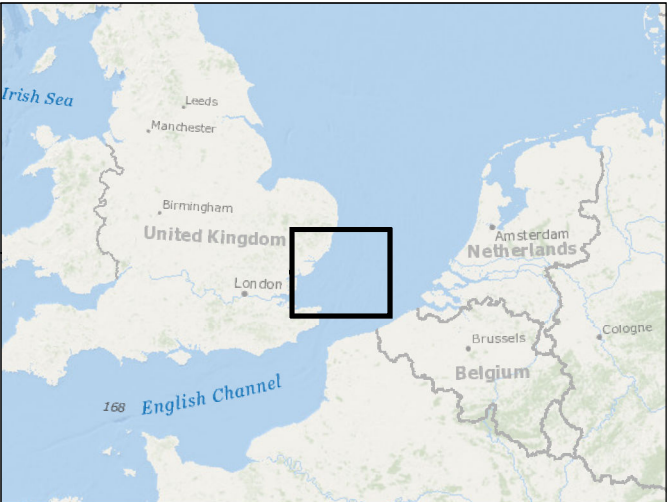 Irish Sea
Leeds
Manchester
Birmingham
United Kingdom
Amsterdam
Netherlands
London
Cologne
Brussels
Belgium
168
English Channel